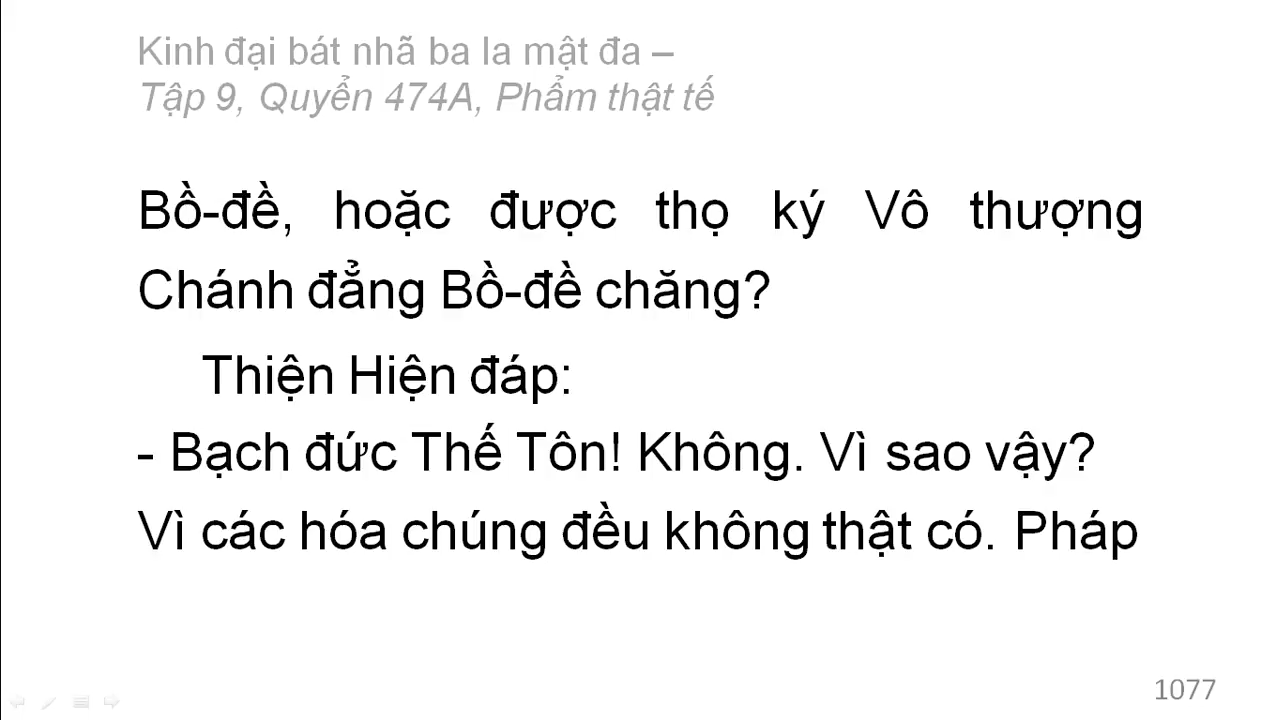 Kinh đại bát nhã ba la mật đa –
Tập 9, Quyển 474A, Phẩm thật tế
Bồ-đề, hoặc được thọ ký Vô thượng
Chánh đẳng Bồ-đề chăng?
Thiện Hiện đáp:
- Bạch đức Thế Tôn! Không. Vì sao vậy?
Vì các hóa chúng đều không thật có. Pháp
1077